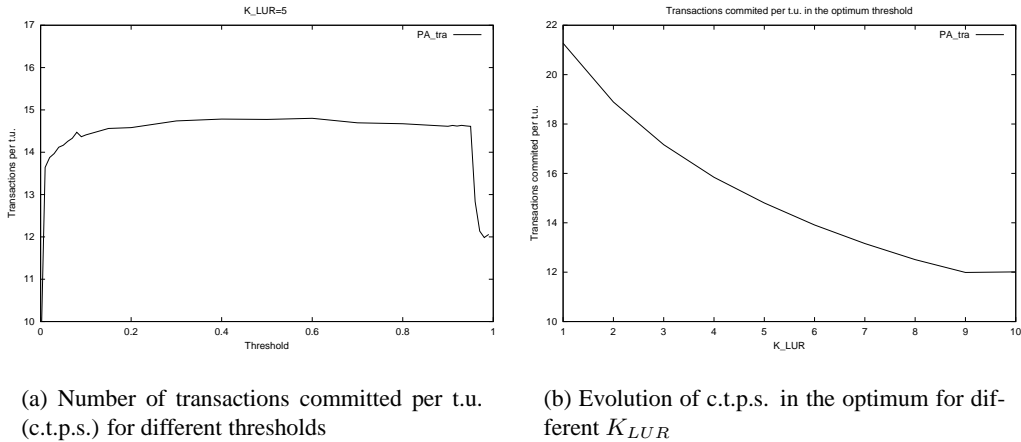 K_LUR=5
17
16
15
14
13
12
11
10
0
0.2
0.4
0.6
0.8
1
Transactions per t.u.
Threshold
PA_tra
Transactions commited per t.u. in the optimum threshold
22
20
18
16
14
12
10
1
2
3
4
5
6
7
8
9
10
Transactions commited per t.u.
K_LUR
PA_tra
(a) Number of transactions committed per t.u.
(c.t.p.s.) for different thresholds
(b) Evolution of c.t.p.s. in the optimum for dif-
ferent K_{LUR}